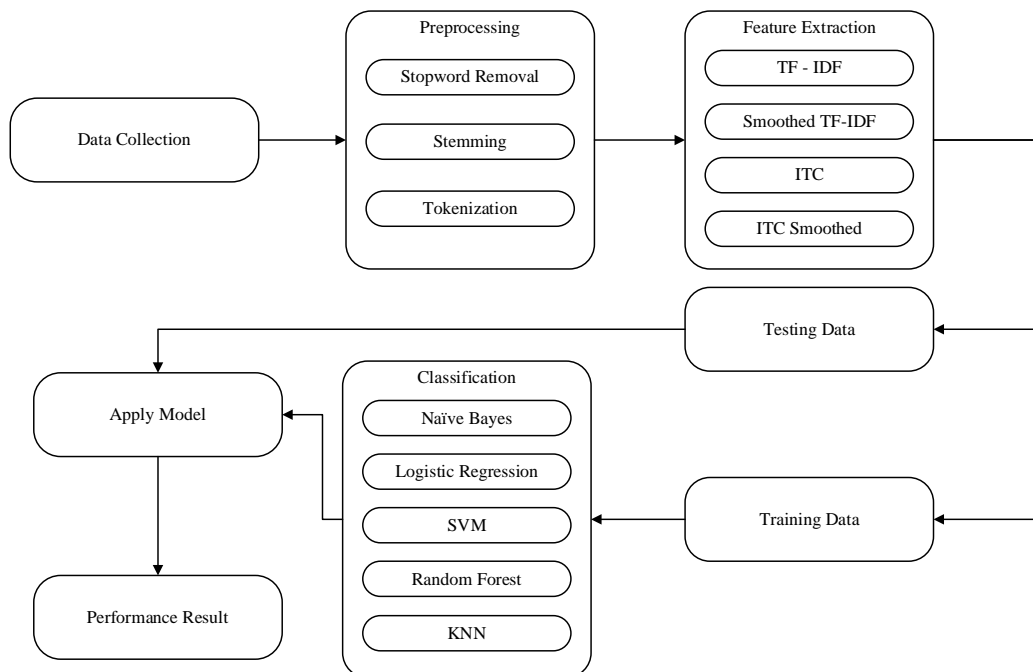 Data Collection
Preprocessing
Stopword Removal
Stemming
Tokenization
Feature Extraction
TF - IDF
Smoothed TF-IDF
ITC
ITC Smoothed
Testing Data
Training Data
Classification
Naïve Bayes
Logistic Regression
SVM
Random Forest
KNN
Apply Model
Performance Result